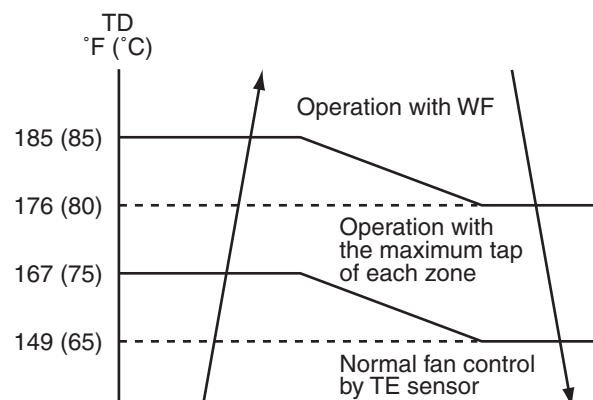 TD
˚F (˚C)
Operation with WF
185 (85)
176 (80)
Operation with
the maximum tap
of each zone
167 (75)
149 (65)
Normal fan control
by TE sensor